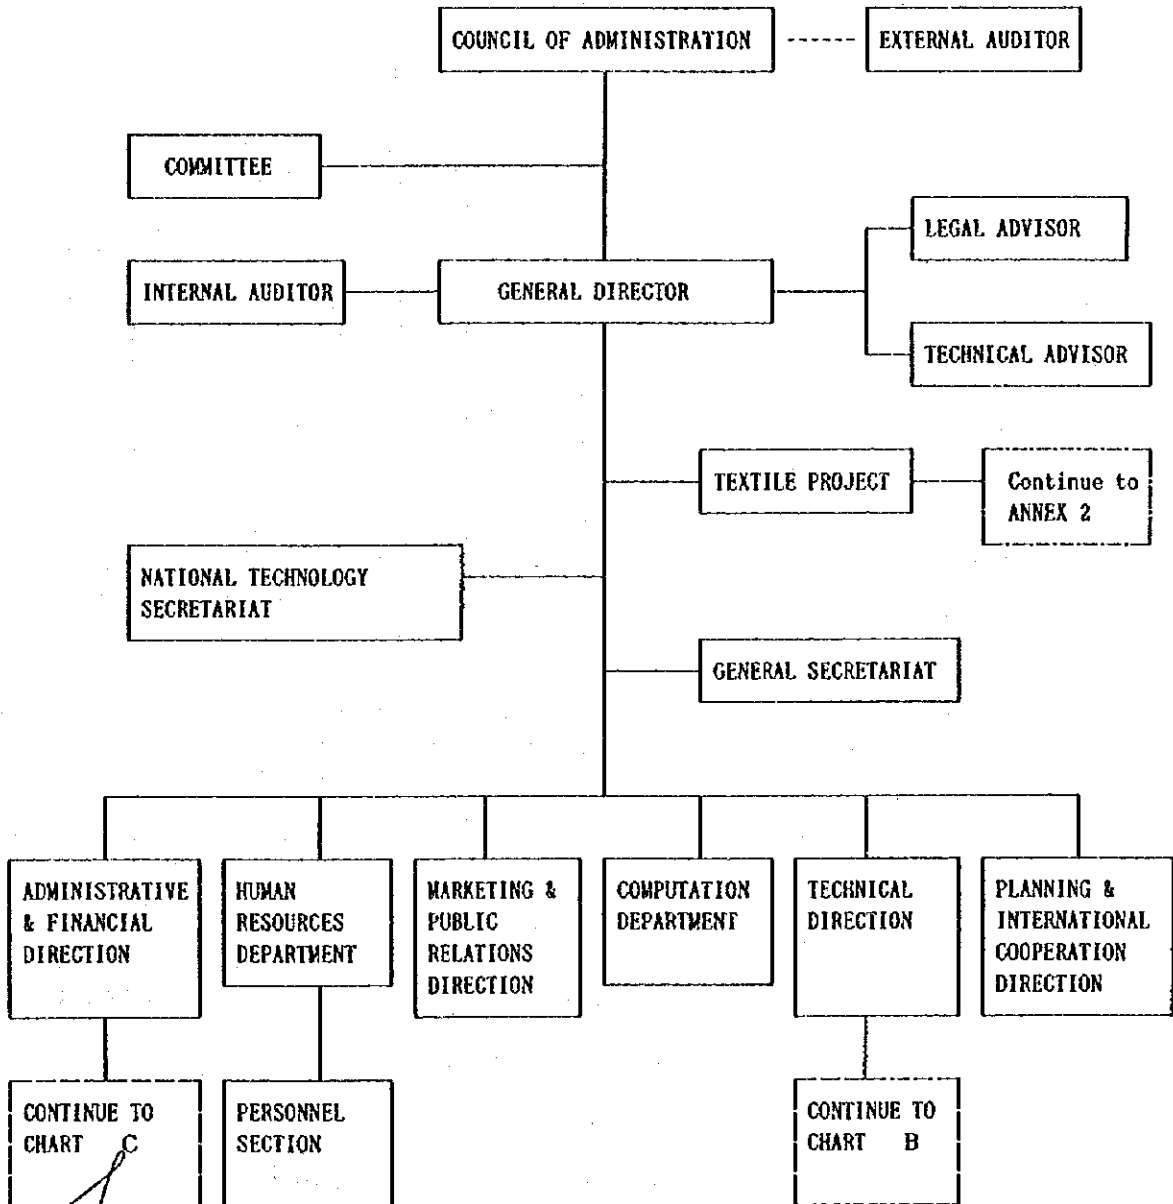 COUNCIL OF ADMINISTRATION
EXTERNAL AUDITOR
COMMITTEE
LEGAL ADVISOR
INTERNAL AUDITOR
GENERAL DIRECTOR
TECHNICAL ADVISOR
TEXTILE PROJECT
Continue to
ANNEX 2
NATIONAL TECHNOLOGY
SECRETARIAT
GENERAL SECRETARIAT
ADMINISTRATIVE
& FINANCIAL
DIRECTION
HUMAN
RESOURCES
DEPARTMENT
MARKETING &
PUBLIC
RELATIONS
DIRECTION
COMPUTATION
DEPARTMENT
TECHNICAL
DIRECTION
PLANNING &
INTERNATIONAL
COOPERATION
DIRECTION
CONTINUE TO
CHART C
PERSONNEL
SECTION
CONTINUE TO
CHART B